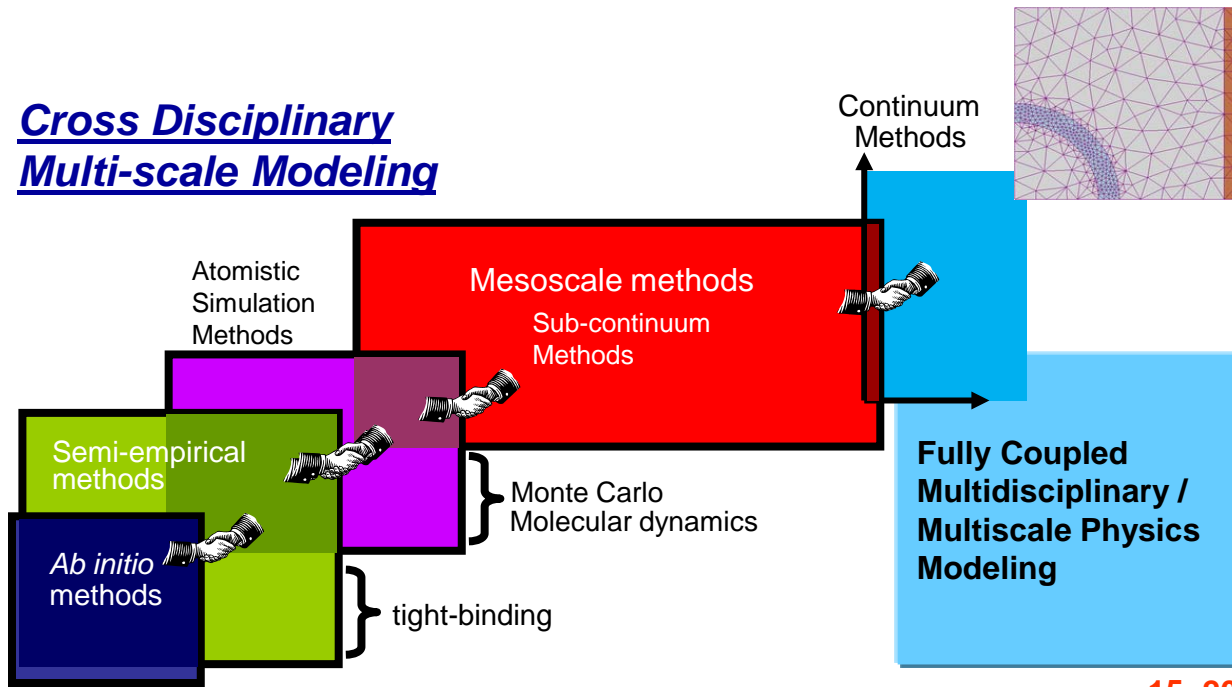 Cross Disciplinary
Multi-scale Modeling
Continuum
Methods
Atomistic
Simulation
Methods
Mesoscale methods
Sub-continuum
Methods
Semi-empirical
methods
Monte Carlo
Molecular dynamics
Ab initio
methods
tight-binding
Fully Coupled
Multidisciplinary /
Multiscale Physics
Modeling